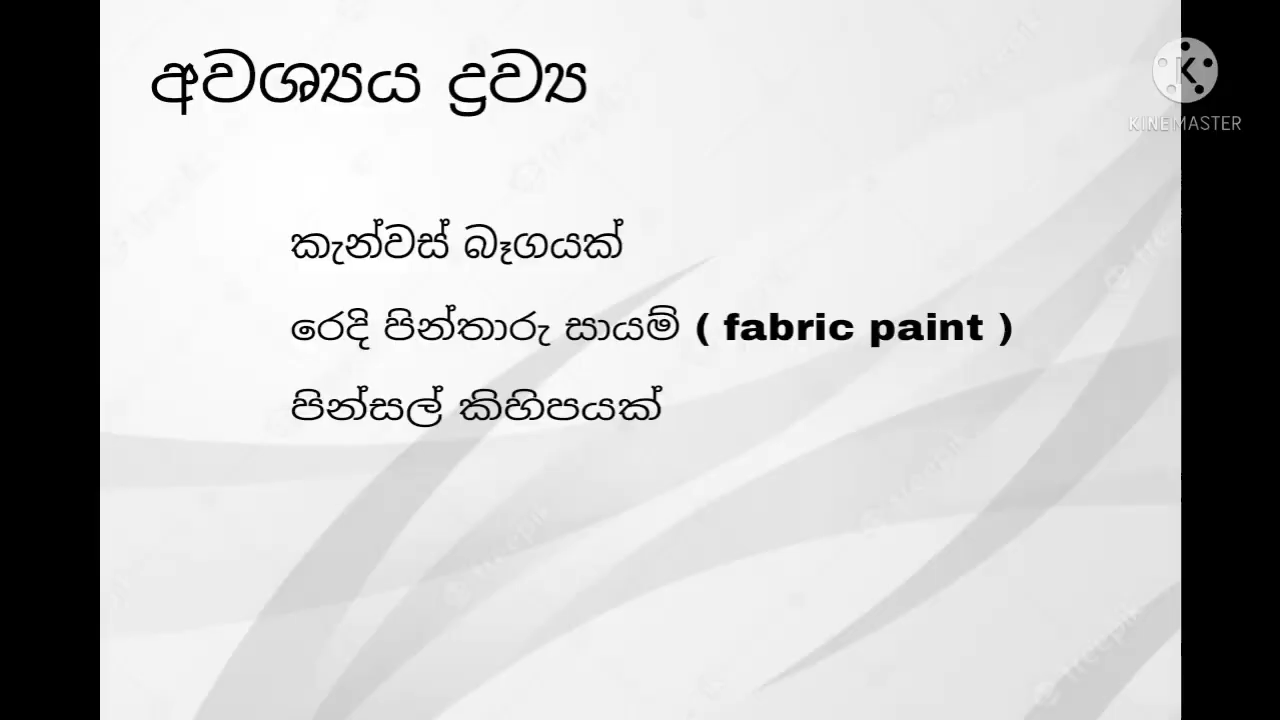 අවශ්‍යය ද්‍රව්‍ය
KINEMASTER
කැන්වස් බෑගයක්
රෙදි පින්තාරු සායම් ( fabric paint )
පින්සල් කිහිපයක්